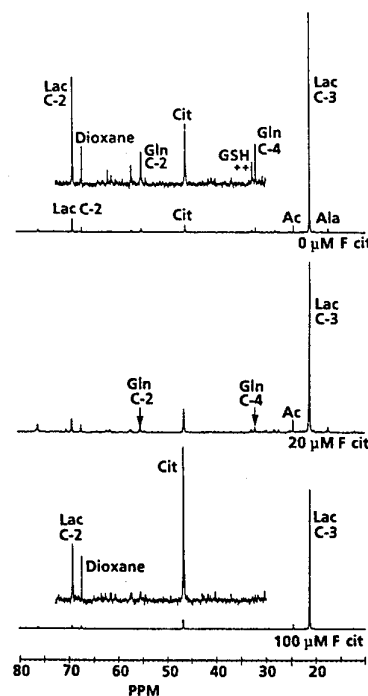 Lac
C-2
Dioxane
Gln
C-2
Cit
GSH
++
Gln
C-4
Lac
C-3
Lac C-2
Cit
Ac
Ala
0 µM F cit
Lac
C-3
Gln
C-2
Gln
C-4
Ac
20 µM F cit
Cit
Lac
C-2
Dioxane
Lac
C-3
100 µM F cit
80 70 60 50 40 30 20
PPM